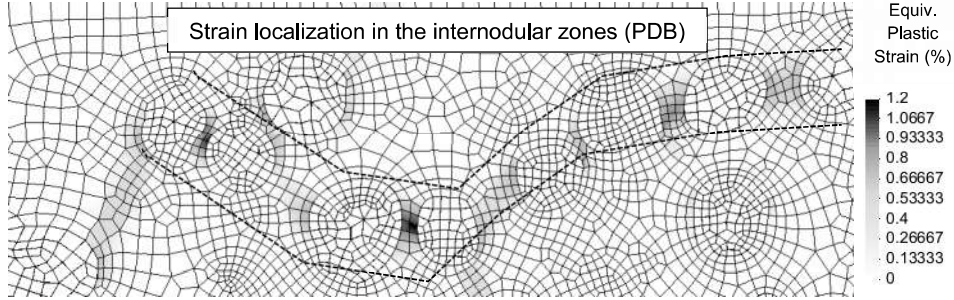 Strain localization in the internodular zones (PDB)
Equiv.
Plastic
Strain (%)
1.2
1.0667
0.93333
0.8
0.66667
0.53333
0.4
0.26667
0.13333
0